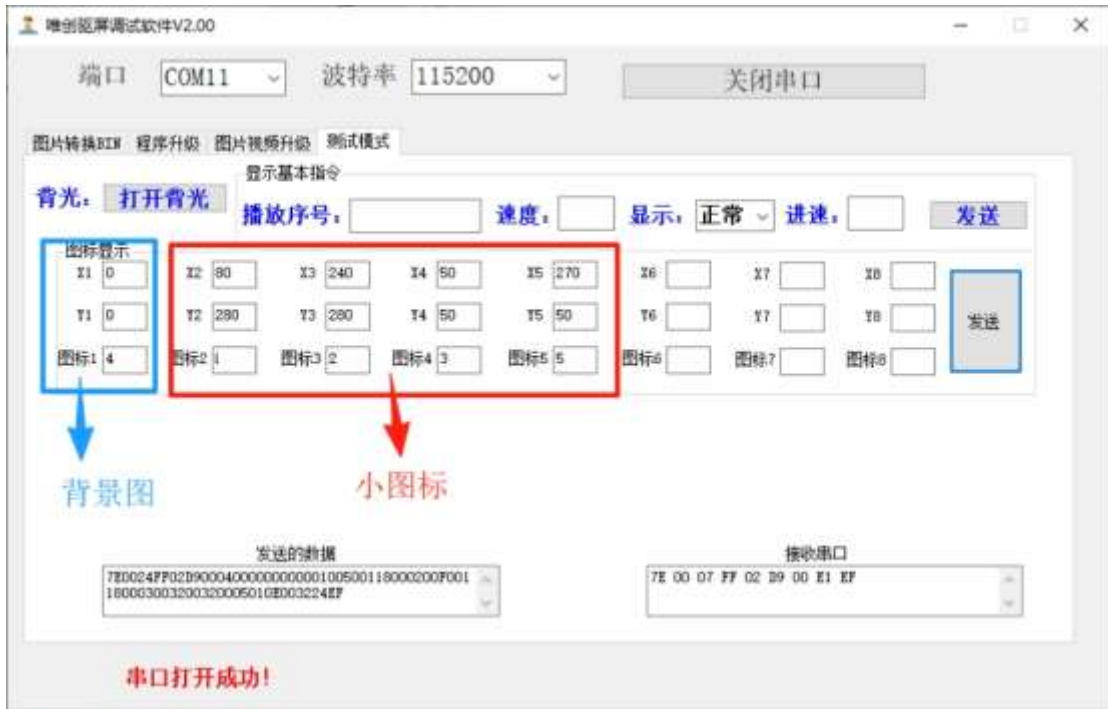 唯创驱屏调试软件V2.00
端口 COM11 波特率 115200 关闭串口
图片转换BIN 程序升级 图片视频升级 测试模式
显示基本指令
背光: 打开背光 播放序号: 速度: 显示: 正常 进速: 发送
图标显示
X1 0 X2 80 X3 240 X4 50 X5 270 X6 X7 X8
Y1 0 Y2 280 Y3 280 Y4 50 Y5 50 Y6 Y7 Y8 发送
图标1 4 图标2 1 图标3 2 图标4 3 图标5 5 图标6 图标7 图标8
背景图 小图标
发送的数据 接收串口
7E0024FF02D9000400000000000100500118000200F001 7E 00 07 FF 02 D9 00 E1 EF
180003003200320005010E003224EF
串口打开成功!